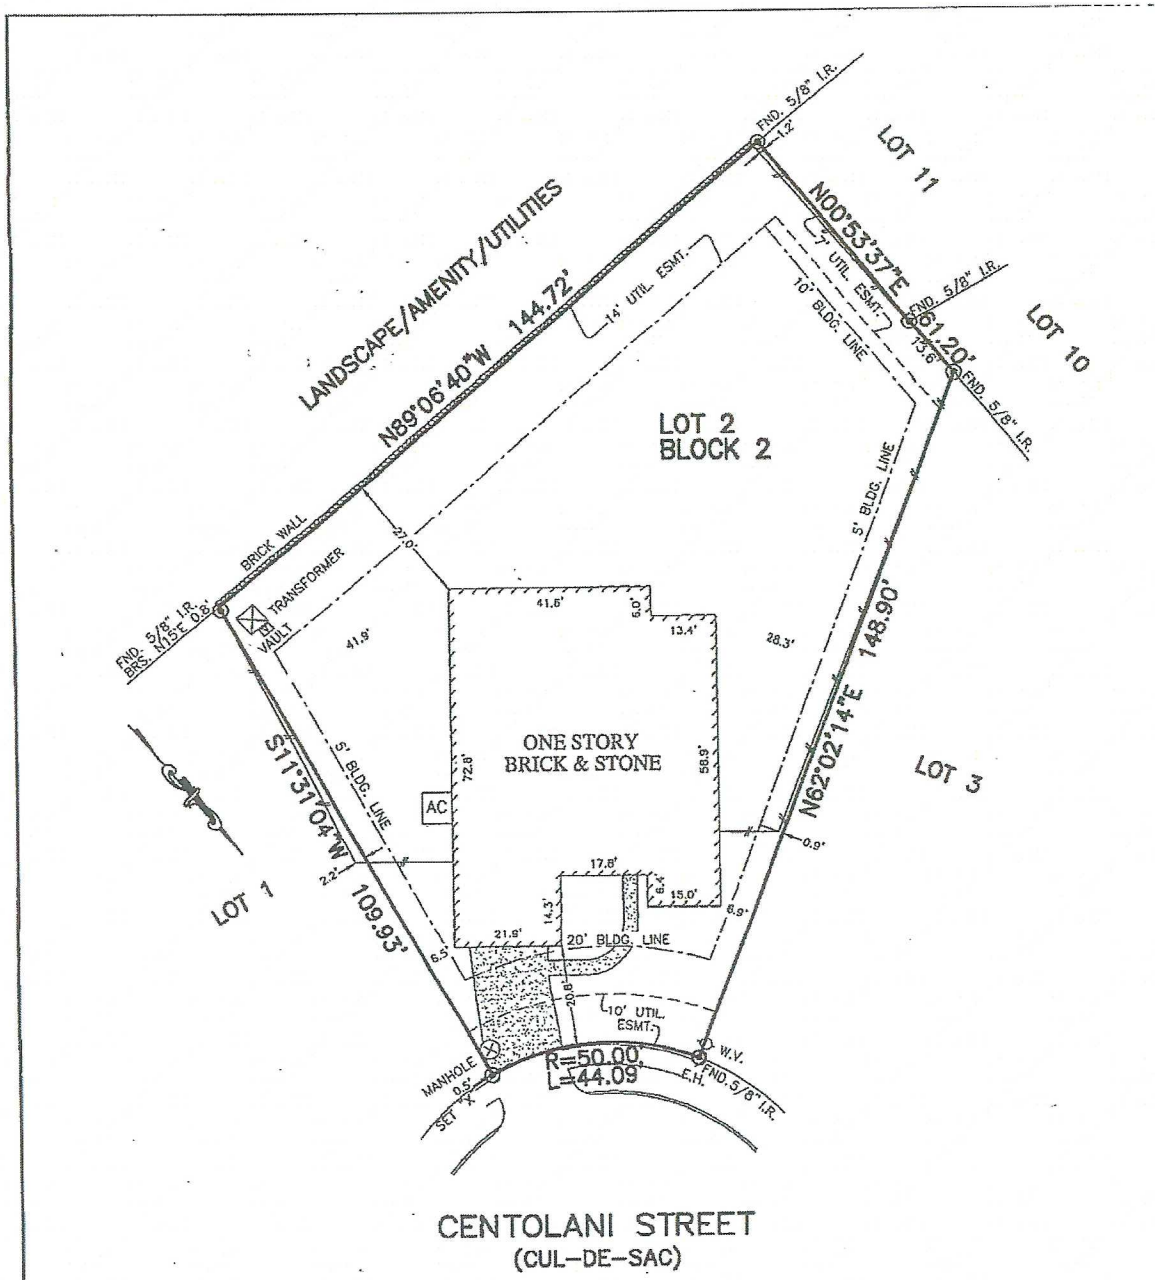 FND. 5/8" I.R.
1.2'
LOT 11
N00°53'37"E
61.20'
7' UTIL. ESMT.
FND. 5/8" I.R.
13.6'
LOT 10
FND. 5/8" I.R.
LANDSCAPE/AMENITY/UTILITIES
N89°06'40"W 144.72'
14' UTIL. ESMT.
10' BLDG. LINE
LOT 2
BLOCK 2
5' BLDG. LINE
BRICK WALL
27.0'
TRANSFORMER
VAULT
FND. 5/8" I.R.
BRS. N15°E 0.8'
41.9'
41.6'
6.0'
13.4'
28.3'
N62°02'14"E 148.90'
LOT 3
ONE STORY
BRICK & STONE
72.8'
58.9'
AC
S11°31'04"W 109.93'
5' BLDG. LINE
2.2'
LOT 1
0.9'
17.8'
6.4'
15.0'
14.3'
21.9'
20' BLDG. LINE
6.9'
6.5'
20.8'
10' UTIL.
ESMT.
MANHOLE
0.5'
SET "X"
R=50.00'
L=44.09'
E.H.
W.V.
FND. 5/8" I.R.
CENTOLANI STREET
(CUL-DE-SAC)